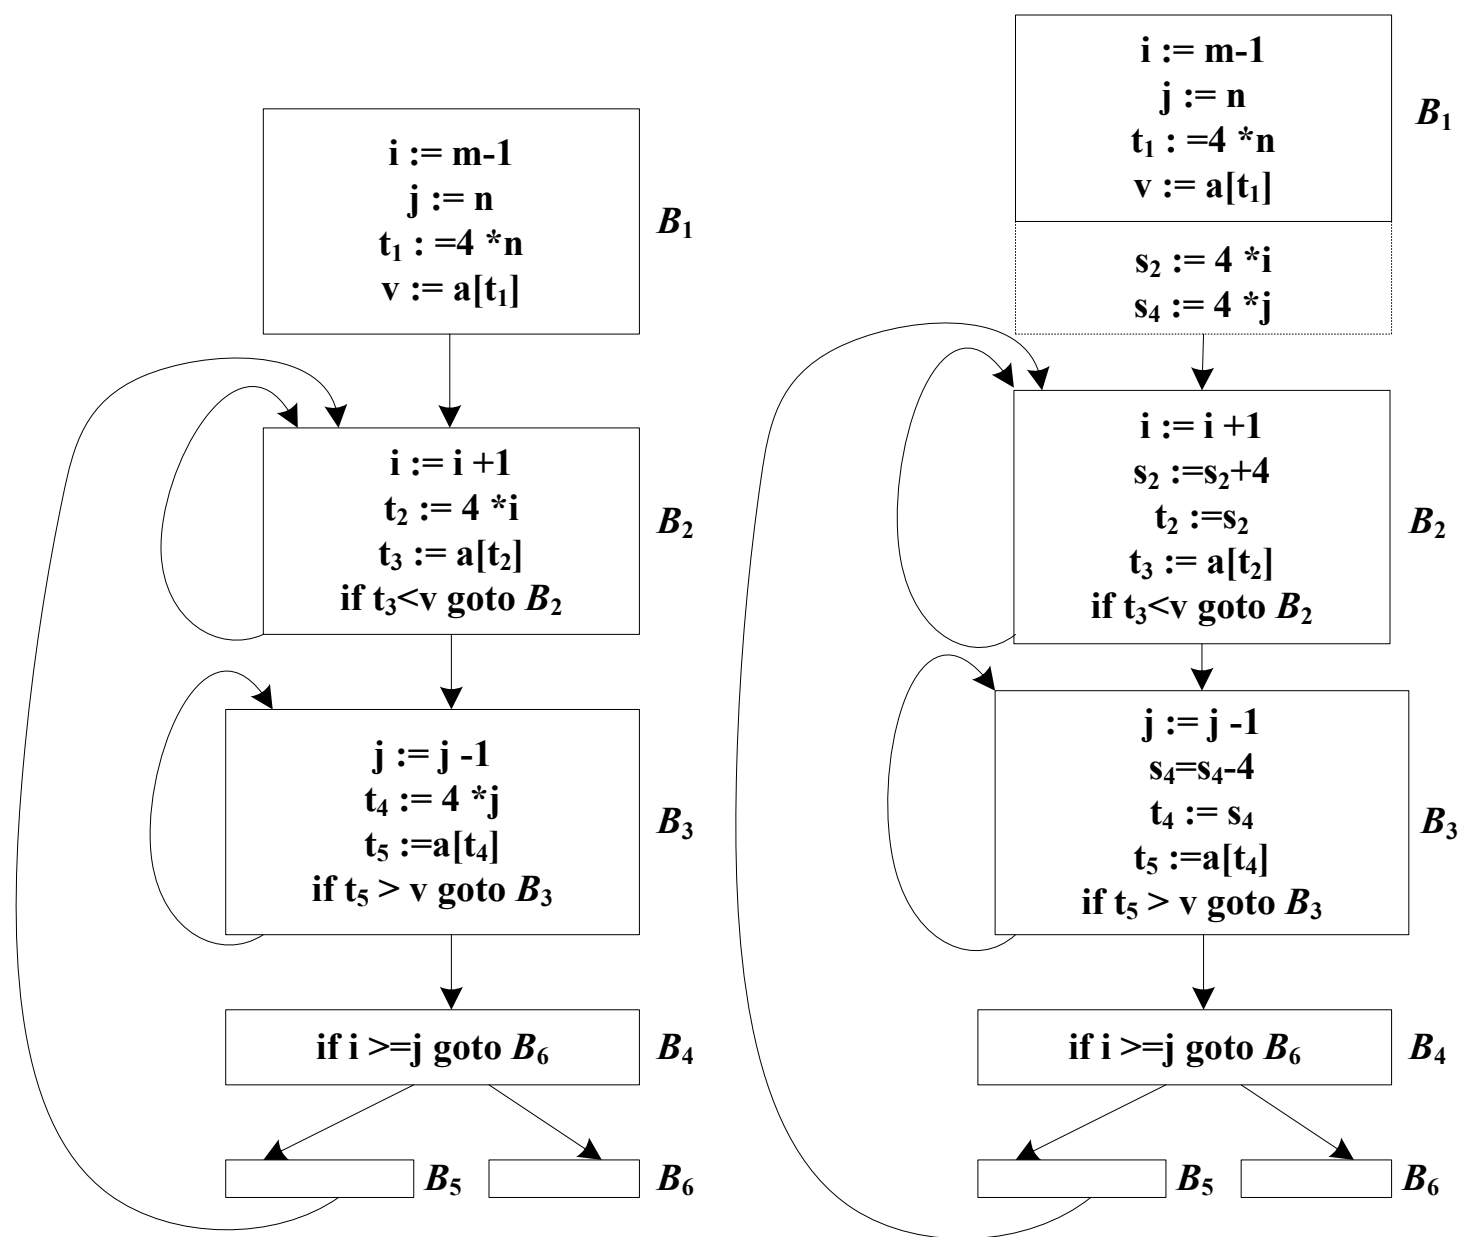 i := m-1
j := n
t₁ : =4 *n
v := a[t₁]
B₁
i := i +1
t₂ := 4 *i
t₃ := a[t₂]
if t₃<v goto B₂
B₂
j := j -1
t₄ := 4 *j
t₅ :=a[t₄]
if t₅ > v goto B₃
B₃
if i >=j goto B₆
B₄
B₅
B₆
i := m-1
j := n
t₁ : =4 *n
v := a[t₁]
B₁
s₂ := 4 *i
s₄ := 4 *j
i := i +1
s₂ :=s₂+4
t₂ :=s₂
t₃ := a[t₂]
if t₃<v goto B₂
B₂
j := j -1
s₄=s₄-4
t₄ := s₄
t₅ :=a[t₄]
if t₅ > v goto B₃
B₃
if i >=j goto B₆
B₄
B₅
B₆